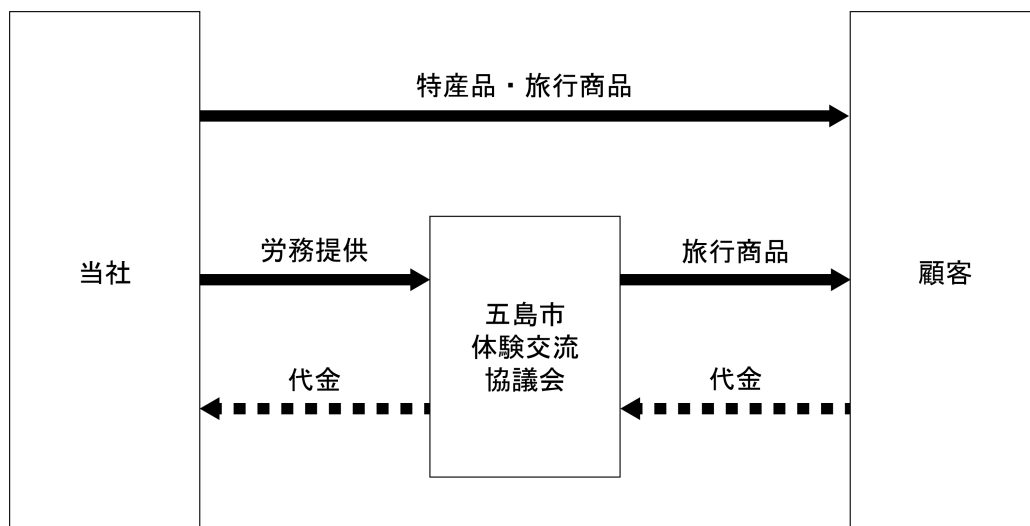 特産品・旅行商品
当社
労務提供
五島市
体験交流
協議会
旅行商品
顧客
代金
代金